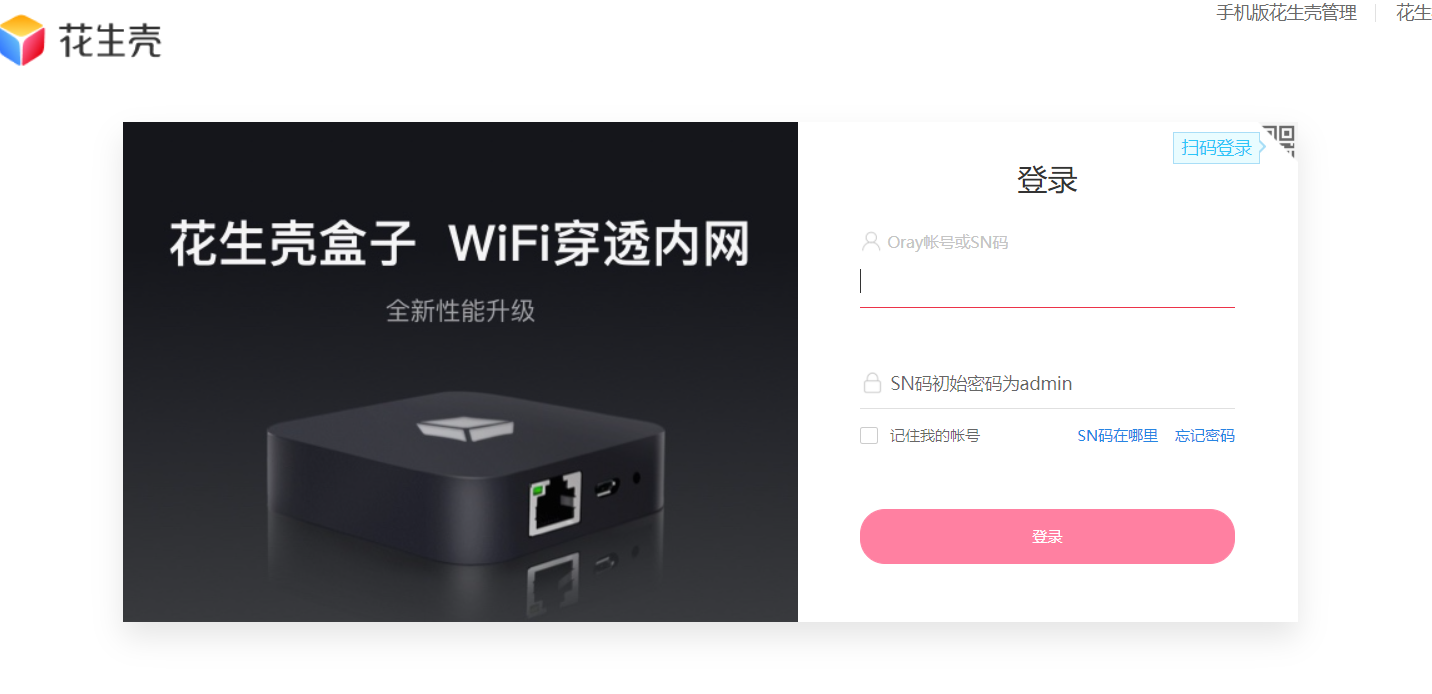 手机版花生壳管理
花生
花生壳
扫码登录
登录
花生壳盒子 WiFi穿透内网
全新性能升级
Oray帐号或SN码
SN码初始密码为admin
记住我的帐号
SN码在哪里
忘记密码
登录